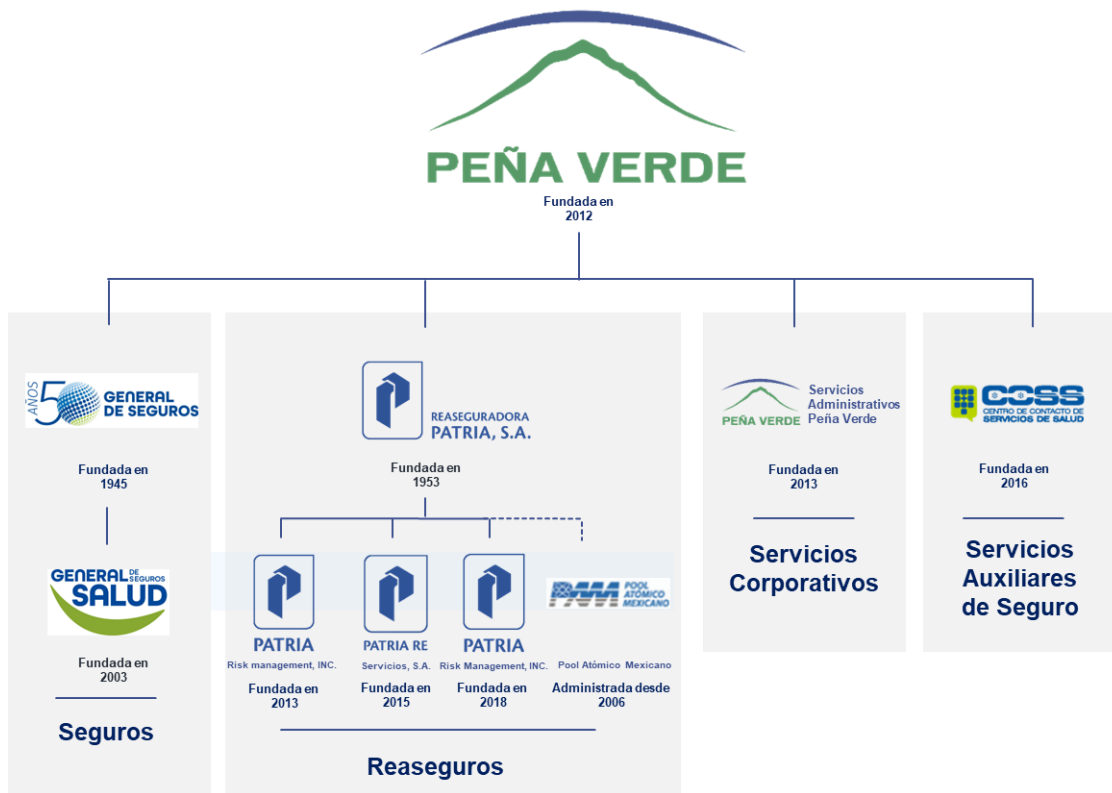 PEÑA VERDE
Fundada en
2012
AÑOS
50
GENERAL
DE SEGUROS
Fundada en
1945
GENERAL DE SEGUROS
SALUD
Fundada en
2003
Seguros
REASEGURADORA
PATRIA, S.A.
Fundada en
1953
PATRIA
Risk management, INC.
Fundada en
2013
PATRIA RE
Servicios, S.A.
Fundada en
2015
PATRIA
Risk Management, INC.
Fundada en
2018
PAM
POOL
ATÓMICO
MEXICANO
Pool Atómico Mexicano
Administrada desde
2006
Reaseguros
PEÑA VERDE
Servicios
Administrativos
Peña Verde
Fundada en
2013
Servicios
Corporativos
CCSS
CENTRO DE CONTACTO DE
SERVICIOS DE SALUD
Fundada en
2016
Servicios
Auxiliares
de Seguro